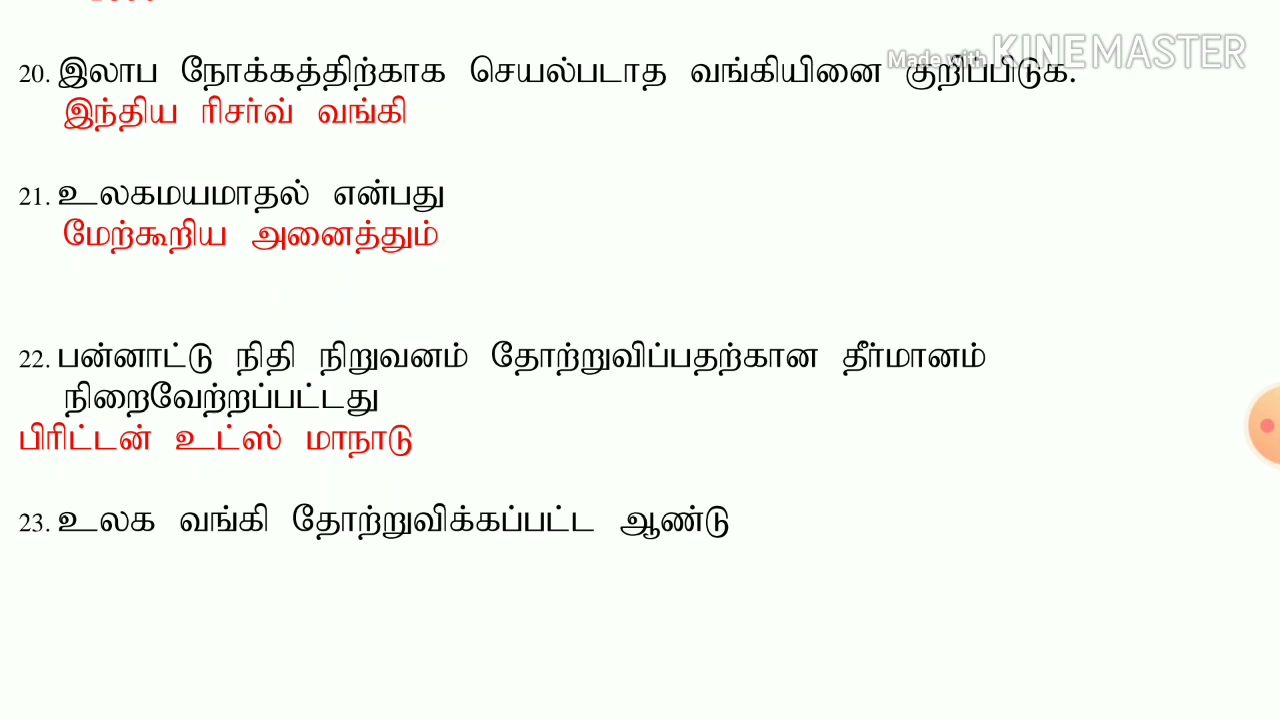 Made with KINEMASTER
20. இலாப நோக்கத்திற்காக செயல்படாத வங்கியினை குறிப்பிடுக.
இந்திய ரிசர்வ் வங்கி
21. உலகமயமாதல் என்பது
மேற்கூறிய அனைத்தும்
22. பன்னாட்டு நிதி நிறுவனம் தோற்றுவிப்பதற்கான தீர்மானம்
நிறைவேற்றப்பட்டது
பிரிட்டன் உட்ஸ் மாநாடு
23. உலக வங்கி தோற்றுவிக்கப்பட்ட ஆண்டு